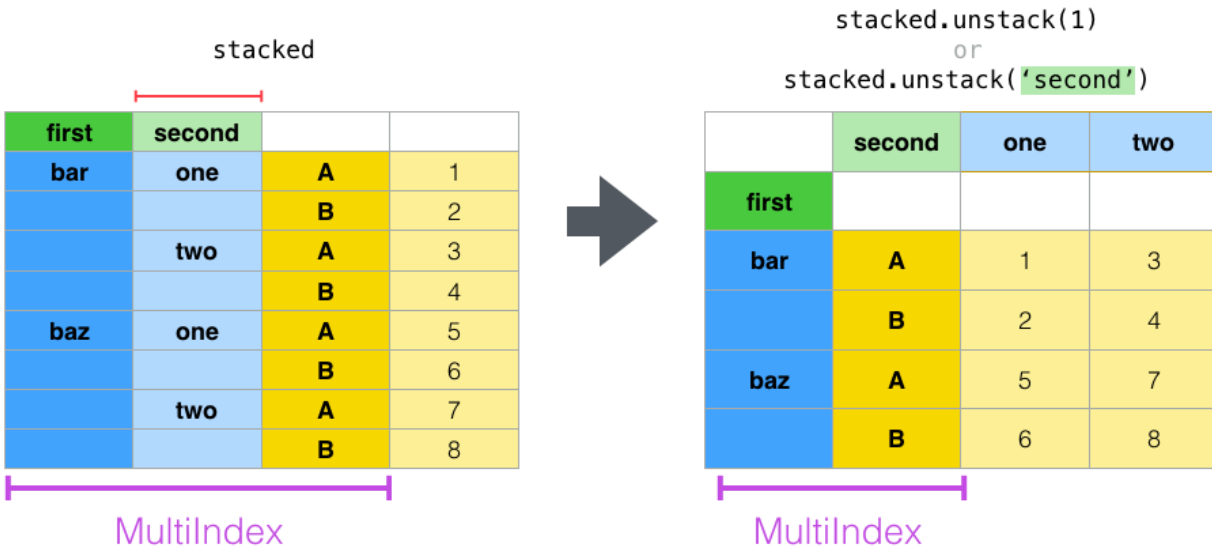 stacked
first second
bar one A 1
B 2
two A 3
B 4
baz one A 5
B 6
two A 7
B 8
MultiIndex
stacked.unstack(1)
or
stacked.unstack(‘second’)
second one two
first
bar A 1 3
B 2 4
baz A 5 7
B 6 8
MultiIndex